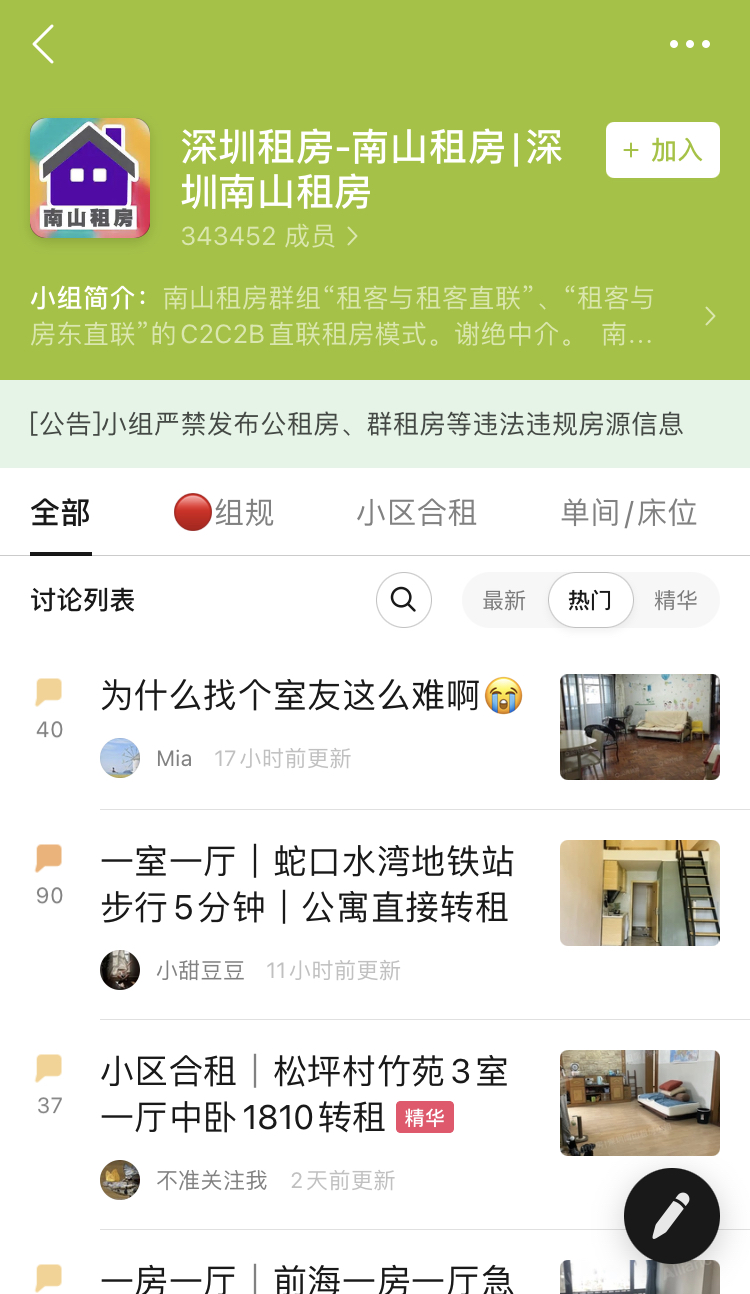 南山租房
深圳租房-南山租房|深
圳南山租房
+ 加入
343452 成员 >
小组简介：南山租房群组“租客与租客直联”、“租客与
房东直联”的C2C2B直联租房模式。谢绝中介。 南...
[公告]小组严禁发布公租房、群租房等违法违规房源信息
全部 组规 小区合租 单间/床位
讨论列表 最新 热门 精华
为什么找个室友这么难啊😭
40
Mia 17小时前更新
一室一厅｜蛇口水湾地铁站
步行5分钟｜公寓直接转租
90
小甜豆豆 11小时前更新
小区合租｜松坪村竹苑3室
一厅中卧1810转租 精华
37
不准关注我 2天前更新
一房一厅｜前海一房一厅急